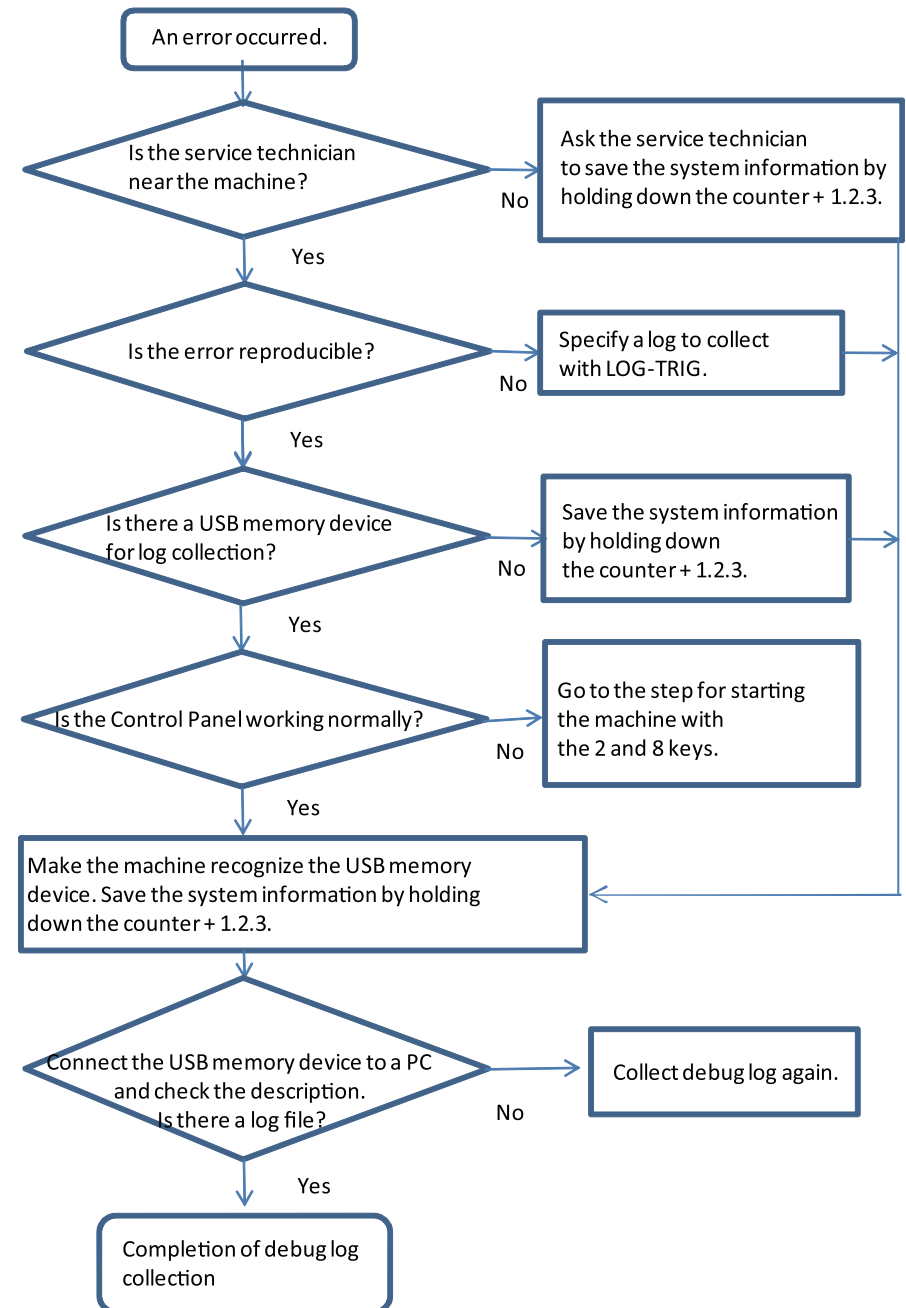 An error occurred.
Is the service technician
near the machine?
No
Ask the service technician
to save the system information by
holding down the counter + 1.2.3.
Yes
Is the error reproducible?
No
Specify a log to collect
with LOG-TRIG.
Yes
Is there a USB memory device
for log collection?
No
Save the system information
by holding down
the counter + 1.2.3.
Yes
Is the Control Panel working normally?
No
Go to the step for starting
the machine with
the 2 and 8 keys.
Yes
Make the machine recognize the USB memory
device. Save the system information by holding
down the counter + 1.2.3.
Connect the USB memory device to a PC
and check the description.
Is there a log file?
No
Collect debug log again.
Yes
Completion of debug log
collection